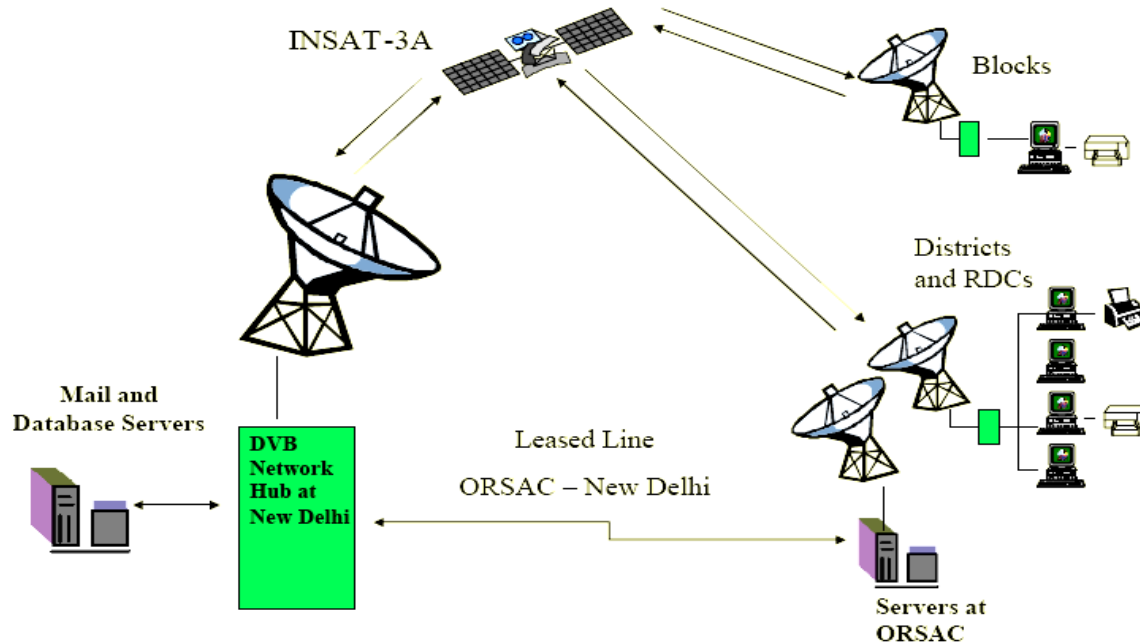 INSAT-3A
Blocks
Districts
and RDCs
Mail and
Database Servers
DVB
Network
Hub at
New Delhi
Leased Line
ORSAC – New Delhi
Servers at
ORSAC